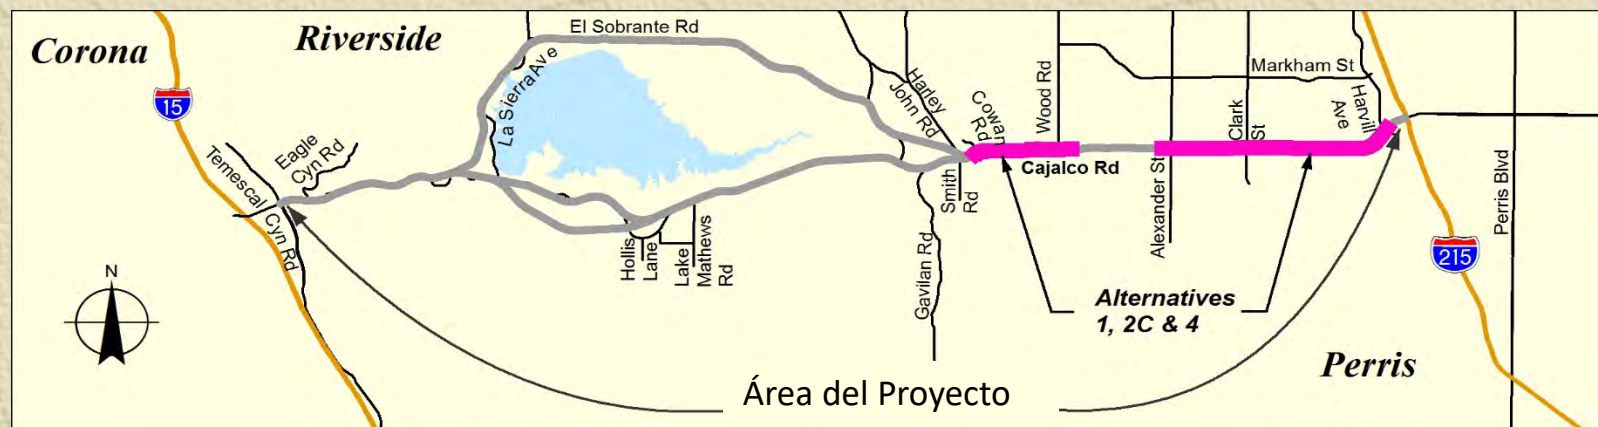 Corona
Riverside
El Sobrante Rd
La Sierra Ave
15
Eagle
Cyn Rd
Temescal
Cyn Rd
Hollis
Lane
Lake
Mathews
Rd
Harley
John Rd
Cowan
Rd
Wood Rd
Markham St
Clark
St
Harvill
Ave
Cajalco Rd
Smith
Rd
Gavilan Rd
Alexander St
Perris Blvd
215
N
Alternatives
1, 2C & 4
Perris
Área del Proyecto